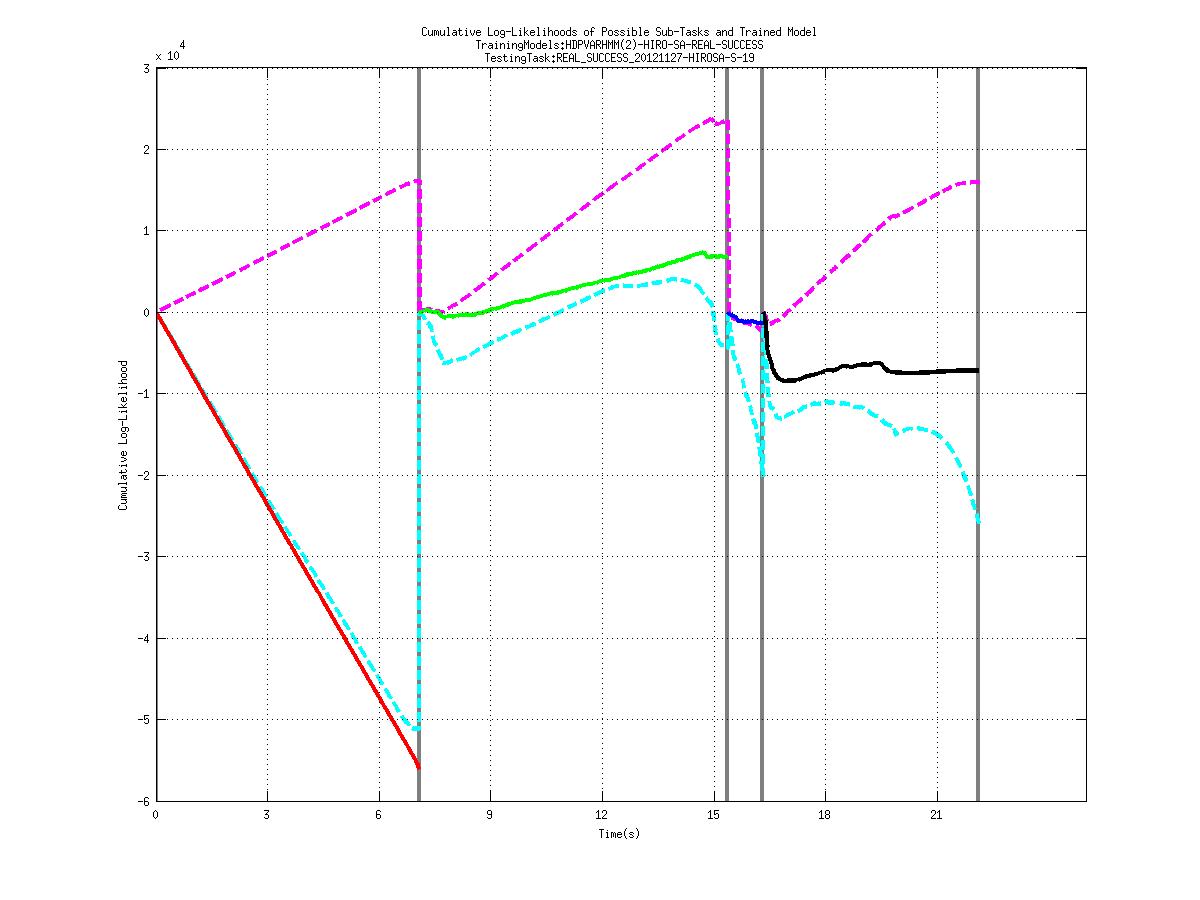 Cumulative Log-Likelihoods of Possible Sub-Tasks and Trained Model
TrainingModels:HDPVARHMM(2)-HIRO-SA-REAL-SUCCESS
TestingTask:REAL_SUCCESS_20121127-HIROSA-S-19
x 10^4
3
2
1
0
-1
-2
-3
-4
-5
-6
Cumulative Log-Likelihood
0 3 6 9 12 15 18 21
Time(s)